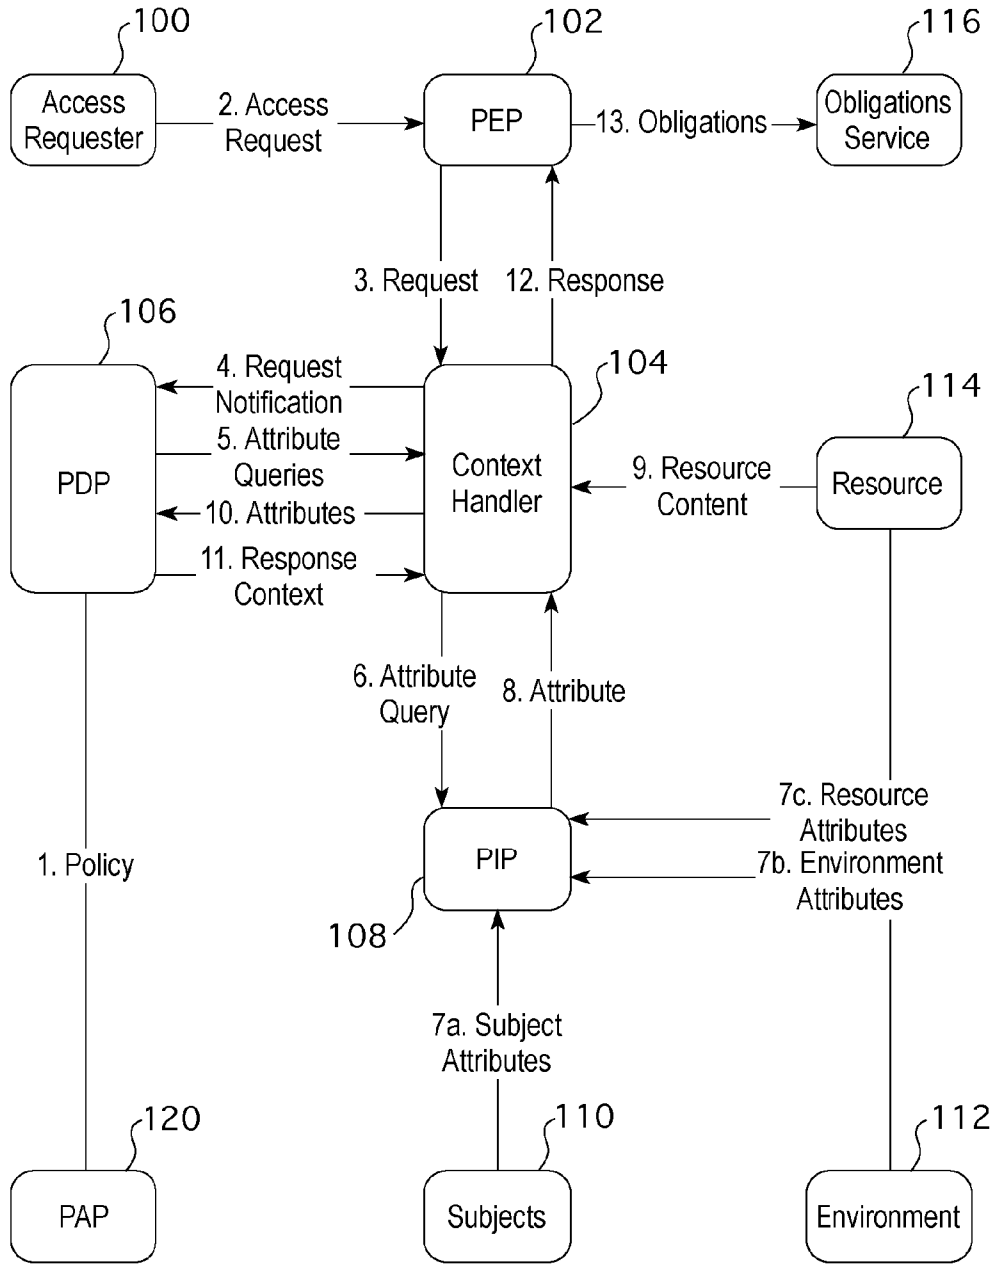 100
102
116
Access
Requester
2. Access
Request
PEP
13. Obligations
Obligations
Service
3. Request
12. Response
106
104
114
4. Request
Notification
5. Attribute
Queries
PDP
10. Attributes
11. Response
Context
Context
Handler
9. Resource
Content
Resource
6. Attribute
Query
8. Attribute
1. Policy
7c. Resource
Attributes
7b. Environment
Attributes
PIP
108
7a. Subject
Attributes
120
110
112
PAP
Subjects
Environment